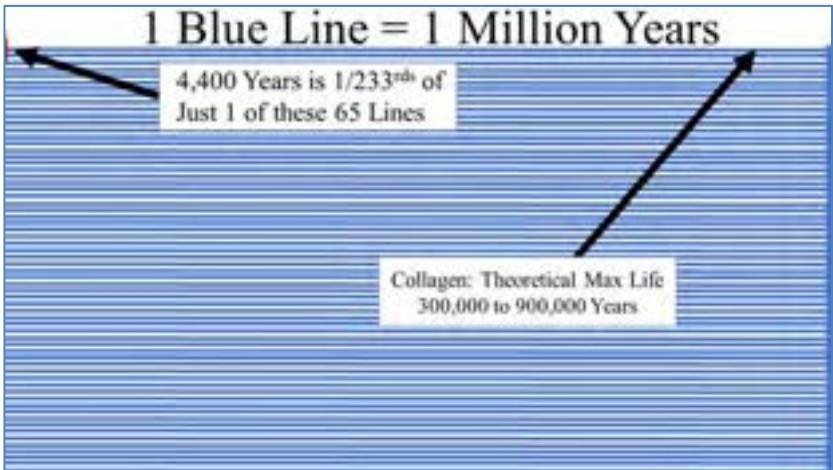 1 Blue Line = 1 Million Years
4,400 Years is 1/233ʳᵈˢ of
Just 1 of these 65 Lines
Collagen: Theoretical Max Life
300,000 to 900,000 Years